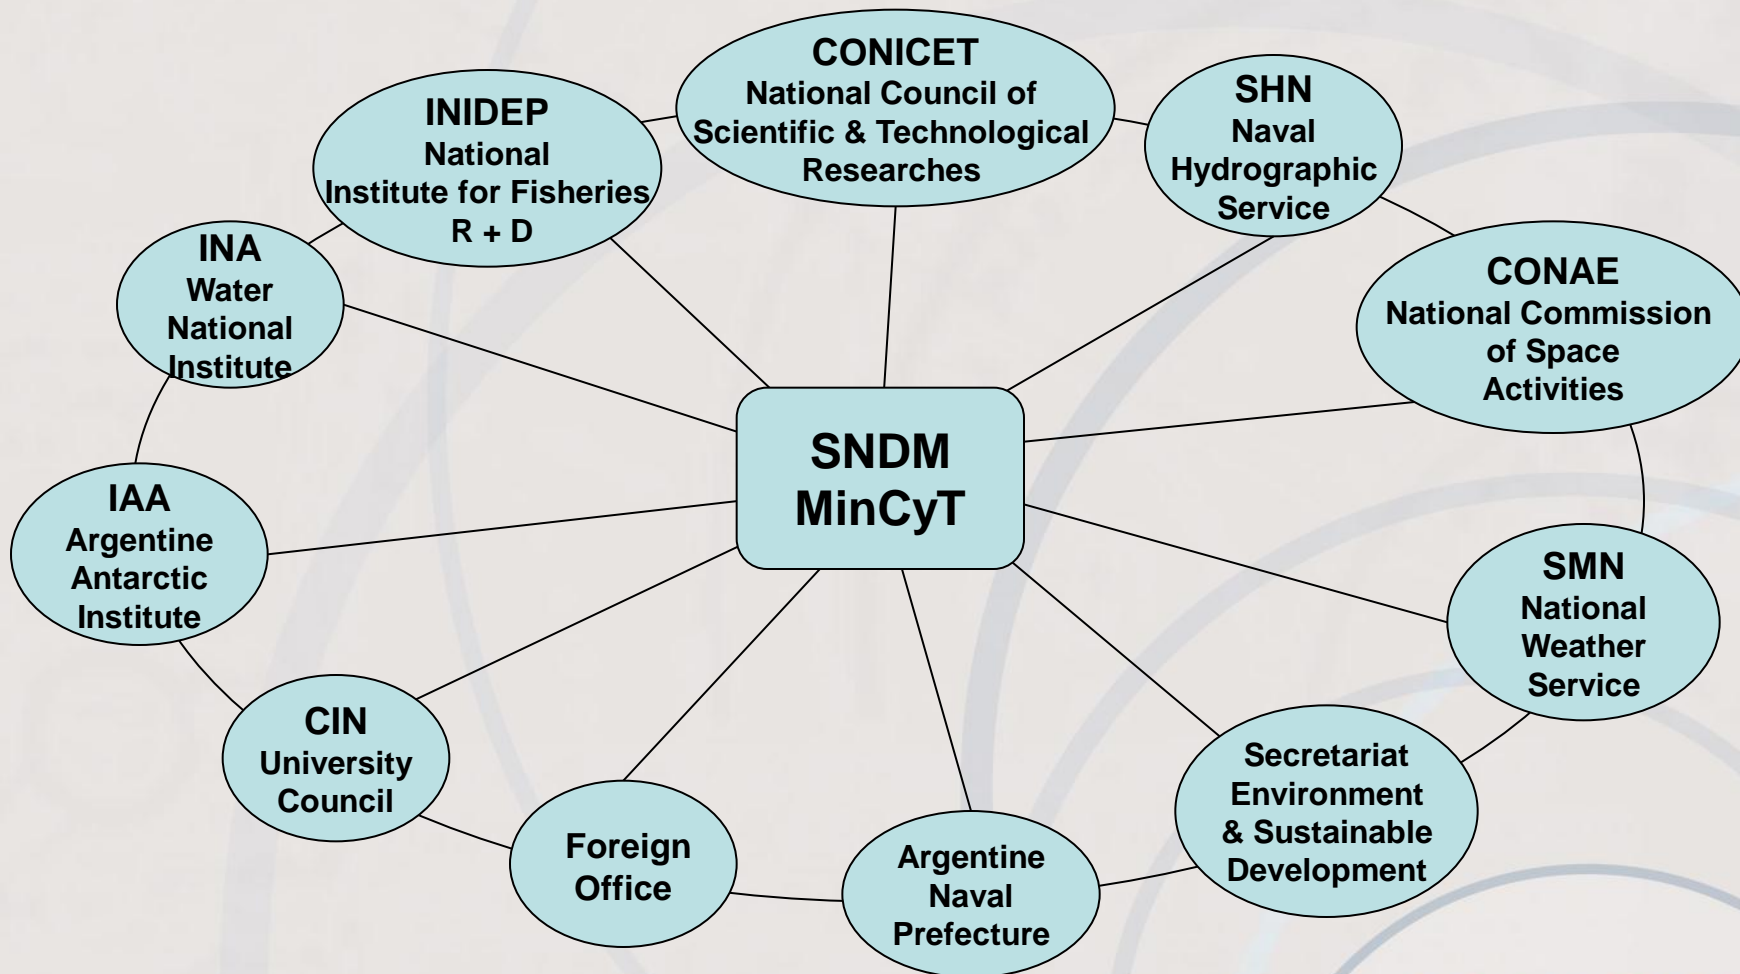 CONICET
National Council of
Scientific & Technological
Researches
SHN
Naval
Hydrographic
Service
CONAE
National Commission
of Space
Activities
SMN
National
Weather
Service
Secretariat
Environment
& Sustainable
Development
Argentine
Naval
Prefecture
Foreign
Office
CIN
University
Council
IAA
Argentine
Antarctic
Institute
INA
Water
National
Institute
INIDEP
National
Institute for Fisheries
R + D
SNDM
MinCyT